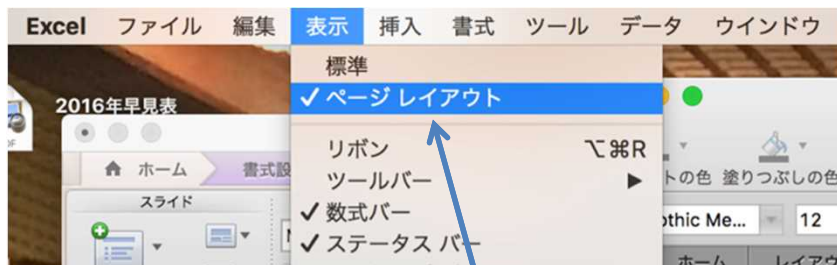 Excel ファイル 編集 表示 挿入 書式 ツール データ ウインドウ
標準
✓ ページ レイアウト
2016年早見表
リボン ⌥⌘R
ホーム 書式設
ツールバー ▶
トの色 塗りつぶしの色
スライド
✓ 数式バー
othic Me... 12
✓ ステータス バー
ホーム レイアウ